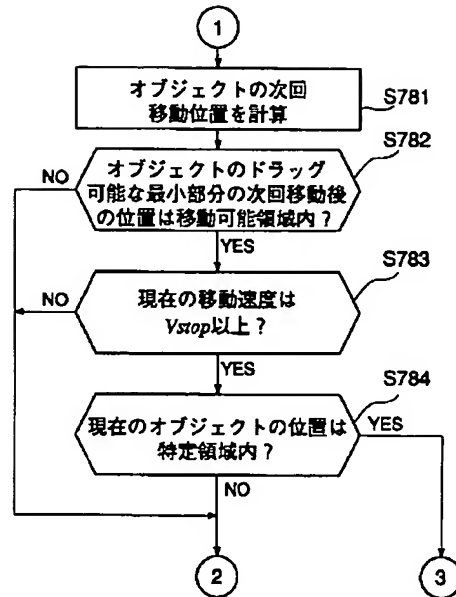 1
オブジェクトの次回
移動位置を計算
S781
S782
オブジェクトのドラッグ
可能な最小部分の次回移動後
の位置は移動可能領域内?
NO
YES
S783
現在の移動速度は
Vstop以上?
NO
YES
S784
現在のオブジェクトの位置は
特定領域内?
YES
NO
2
3